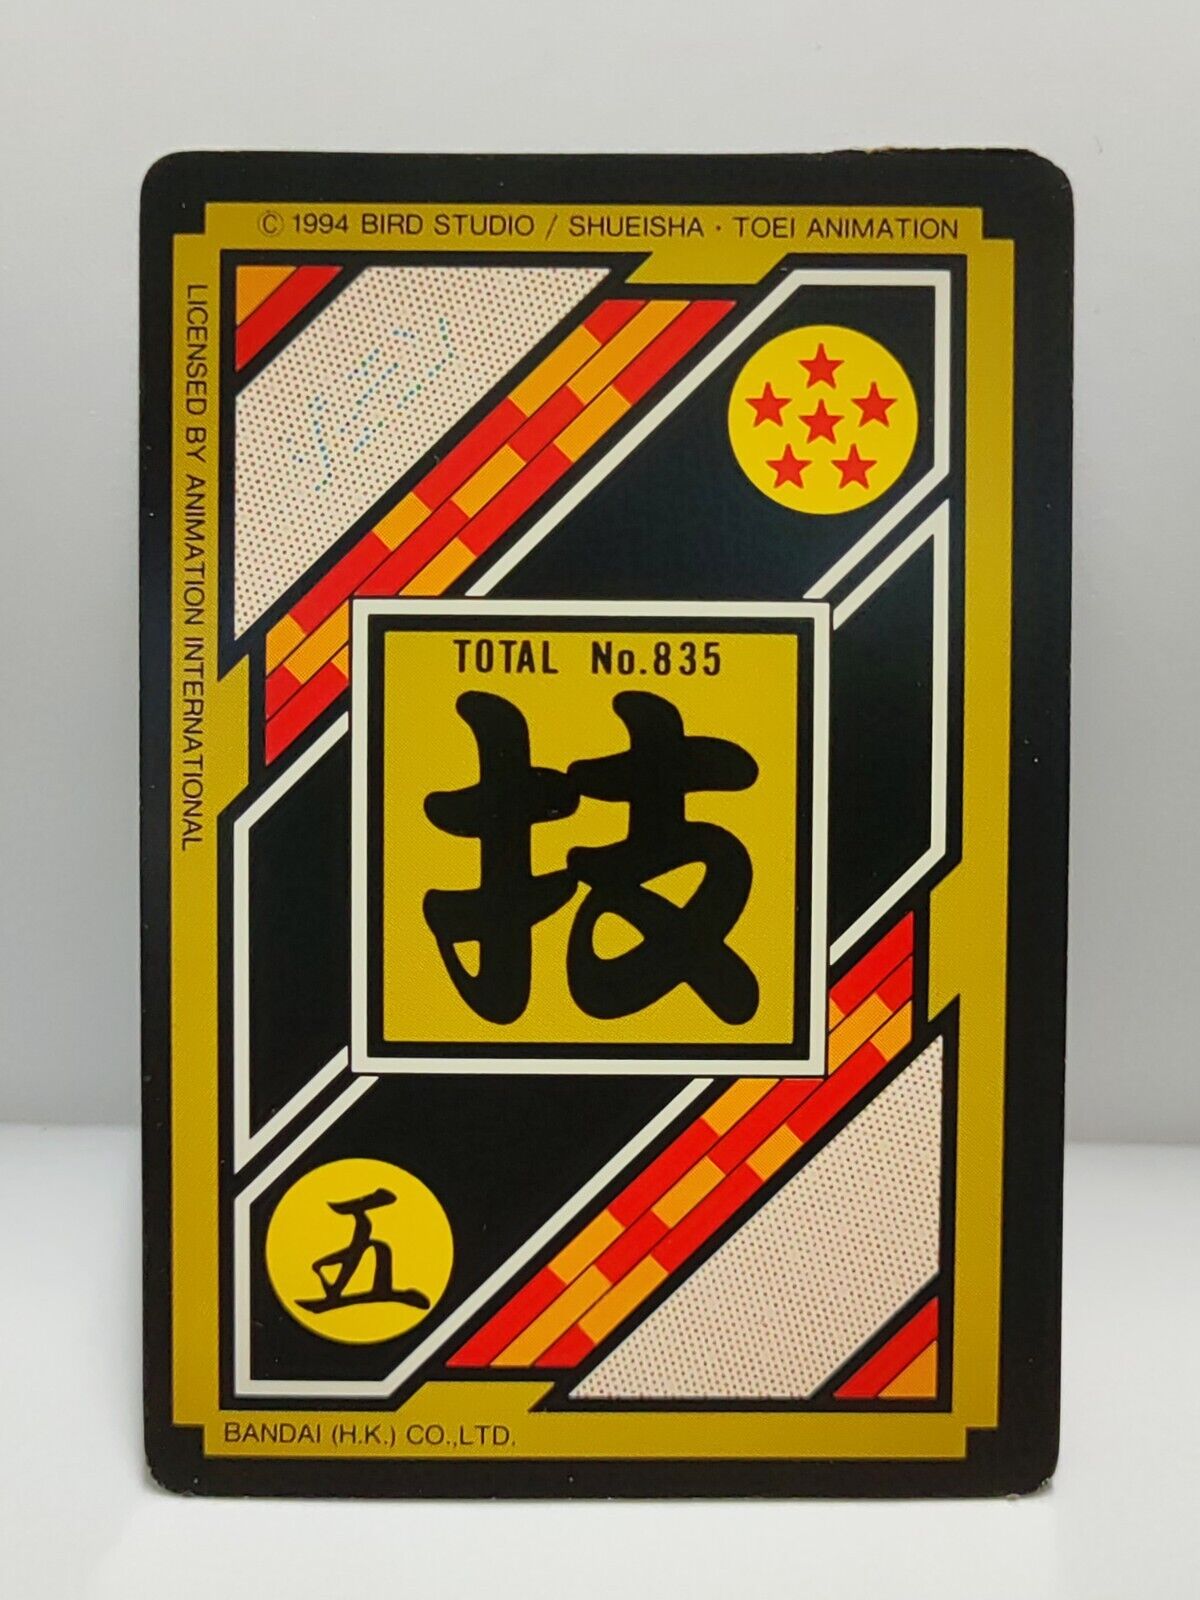 © 1994 BIRD STUDIO / SHUEISHA · TOEI ANIMATION
LICENSED BY ANIMATION INTERNATIONAL
TOTAL No.835
技
五
BANDAI (H.K.) CO.,LTD.